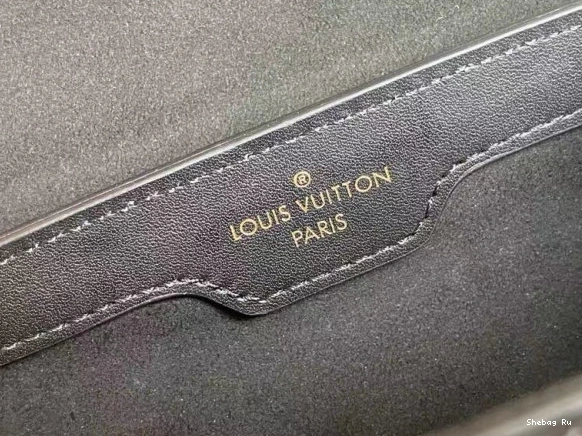 ®
LOUIS VUITTON
PARIS
Shebag Ru